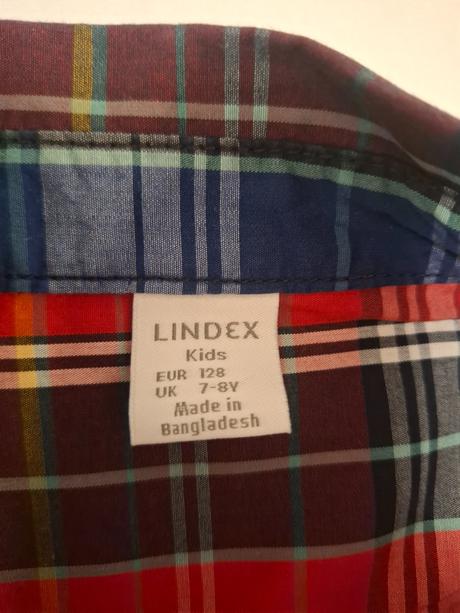 LINDEX
Kids
EUR 128
UK 7-8Y
Made in
Bangladesh